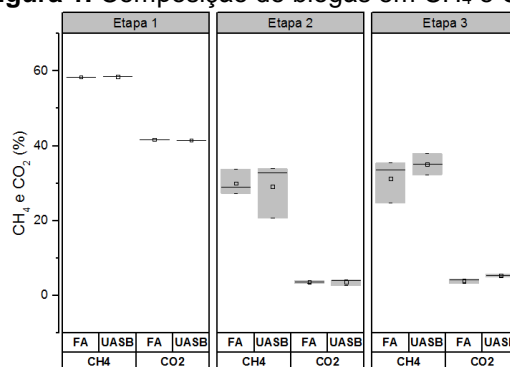 Figura 1. Composição do biogás em CH4 e C
Etapa 1 Etapa 2 Etapa 3
60
40
20
0
CH4 e CO2 (%)
FA UASB FA UASB FA UASB FA UASB FA UASB FA UASB
CH4 CO2 CH4 CO2 CH4 CO2